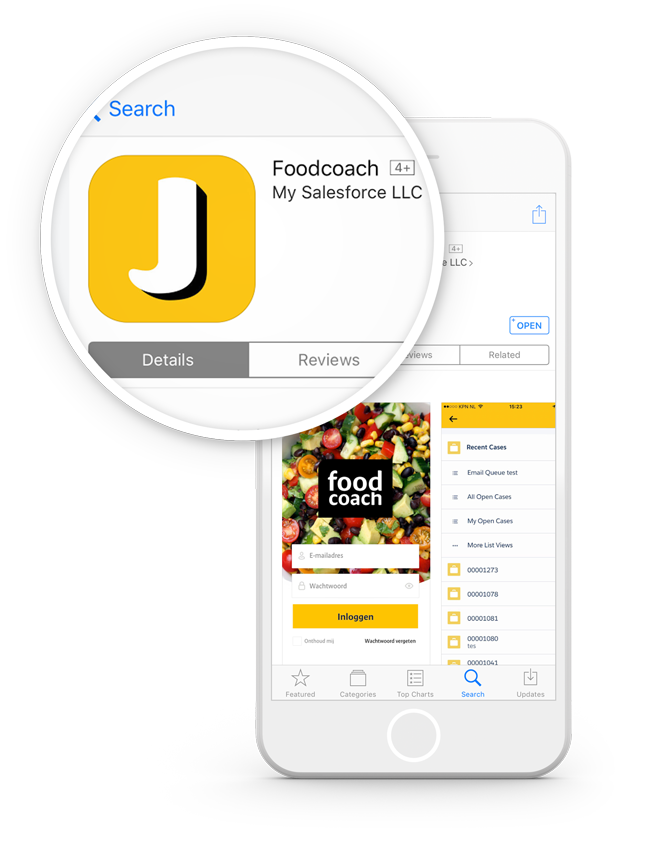 Search
J
Foodcoach 4+
My Salesforce LLC
Details Reviews
4+
LLC
OPEN
Related
food
coach
E-mailadres
Wachtwoord
Inloggen
Onthoud mij Wachtwoord vergeten
KPN NL 15:23
Recent Cases
Email Queue test
All Open Cases
My Open Cases
More List Views
00001273
00001078
00001081
00001080
tes
00001041
Featured Categories Top Charts Search Updates